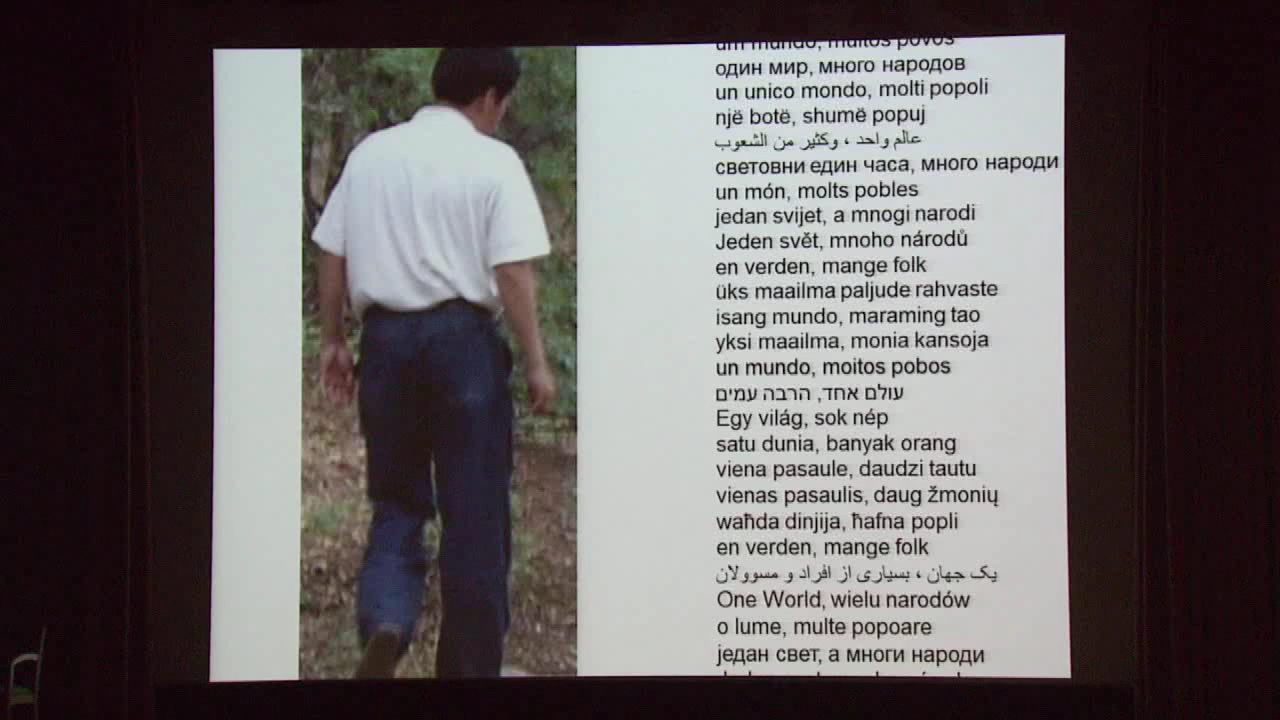 um mundo, muitos povos
один мир, много народов
un unico mondo, molti popoli
një botë, shumë popuj
عالم واحد ، وكثير من الشعوب
световни един часа, много народи
un món, molts pobles
jedan svijet, a mnogi narodi
Jeden svět, mnoho národů
en verden, mange folk
üks maailma paljude rahvaste
isang mundo, maraming tao
yksi maailma, monia kansoja
un mundo, moitos pobos
עולם אחד, הרבה עמים
Egy világ, sok nép
satu dunia, banyak orang
viena pasaule, daudzi tautu
vienas pasaulis, daug žmonių
waħda dinjija, ħafna popli
en verden, mange folk
یک جهان ، بسیاری از افراد و مسوولان
One World, wielu narodów
o lume, multe popoare
један свет, а многи народи